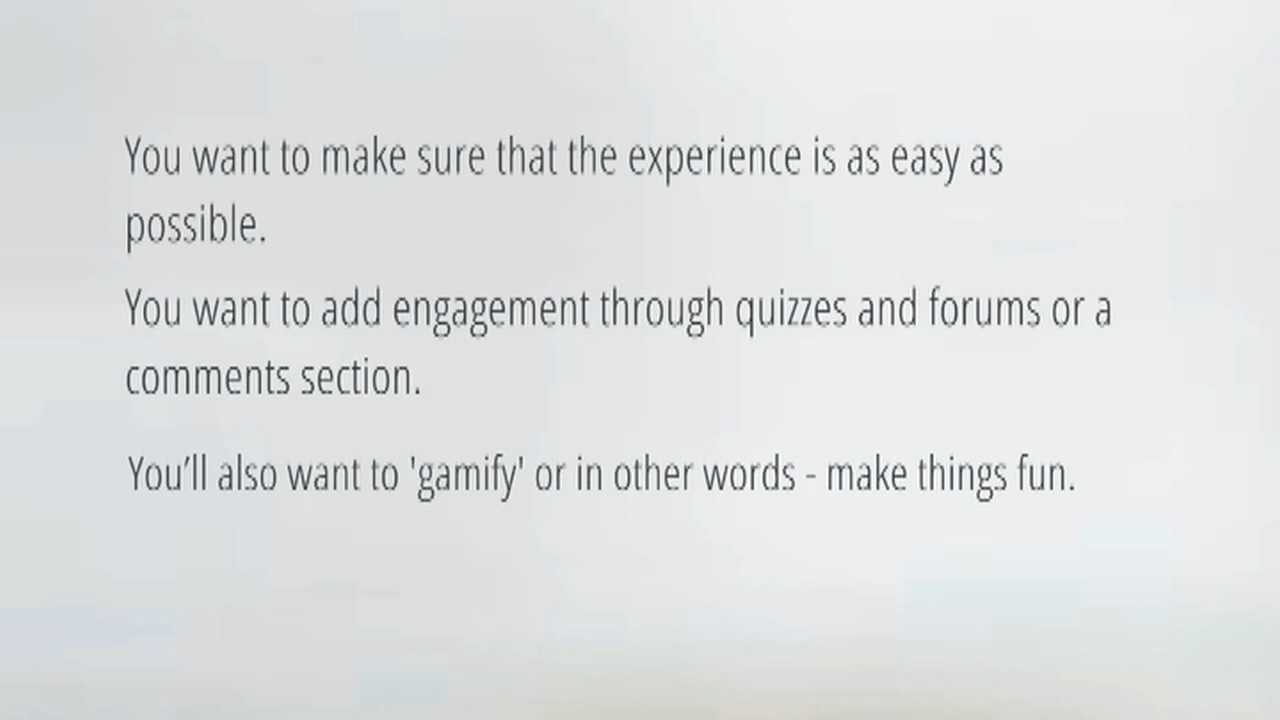 You want to make sure that the experience is as easy as
possible.
You want to add engagement through quizzes and forums or a
comments section.
You’ll also want to 'gamify' or in other words - make things fun.